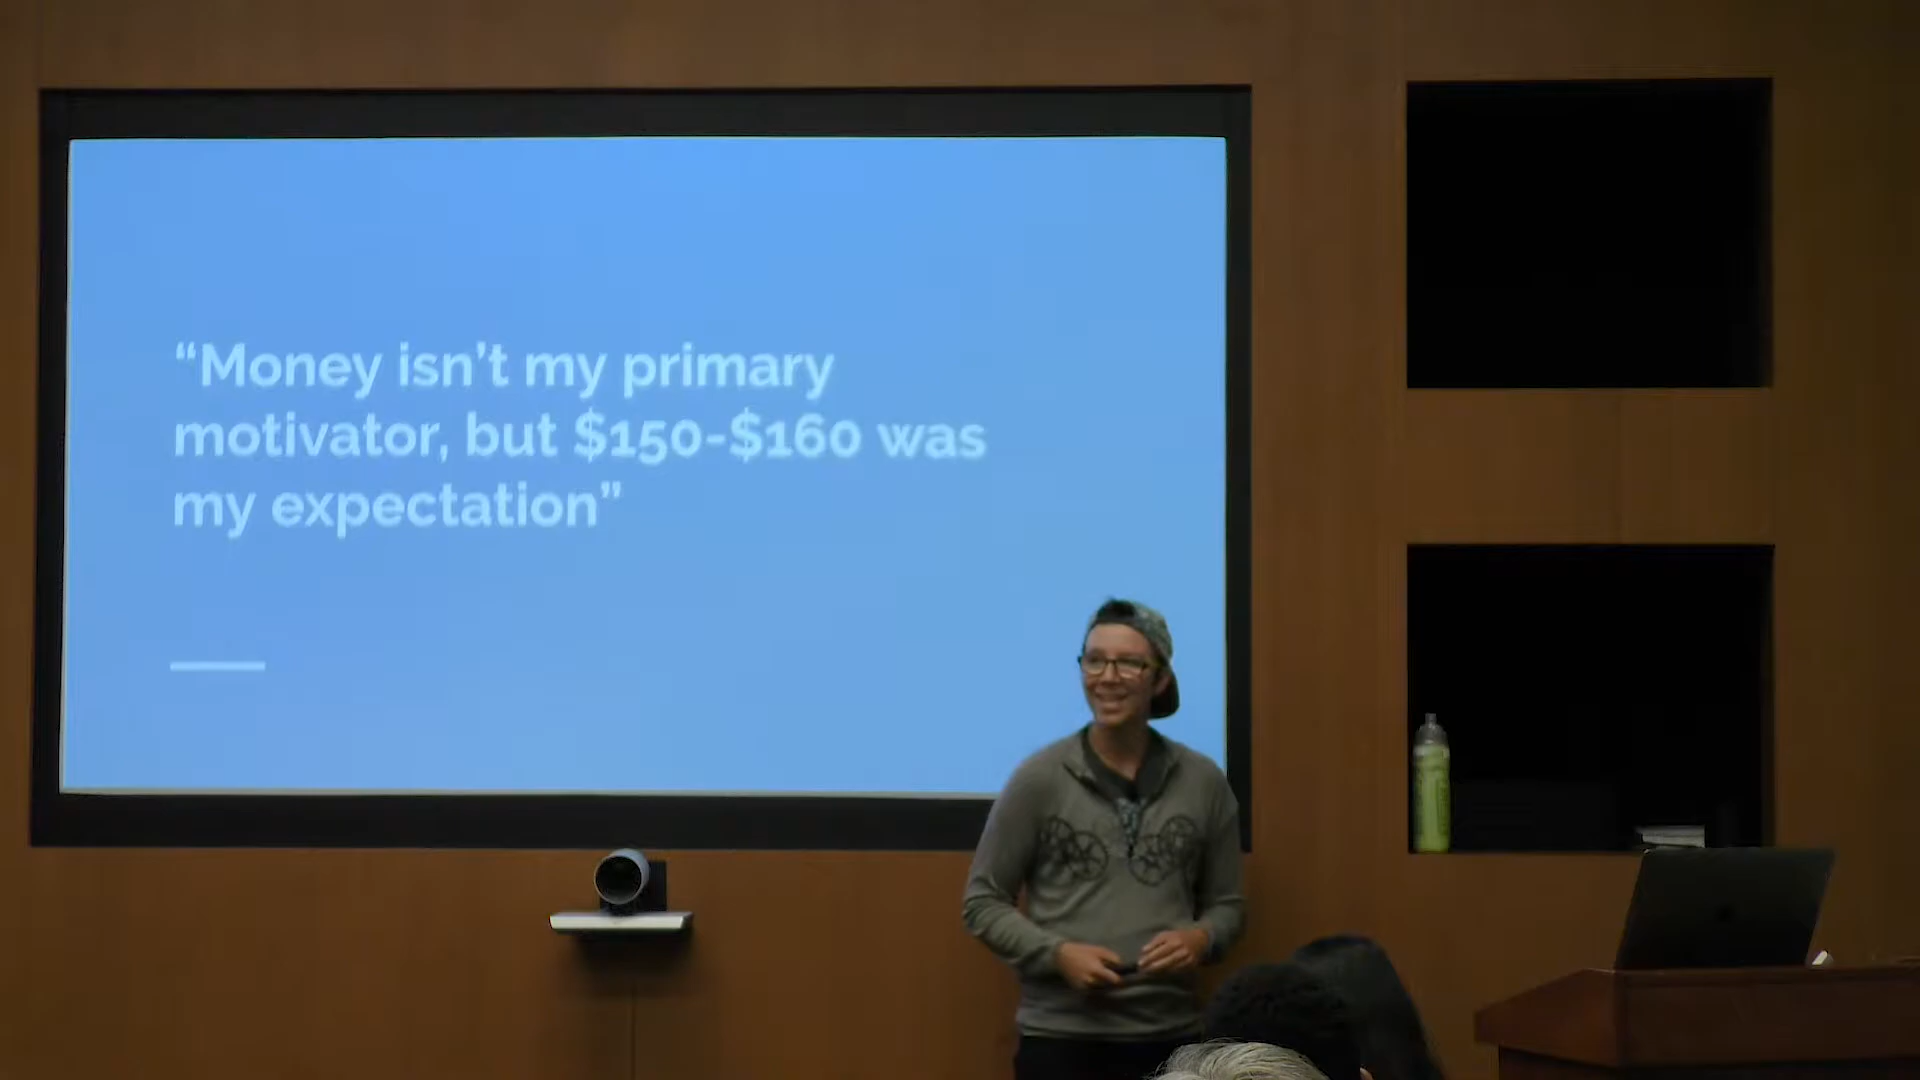 “Money isn’t my primary
motivator, but $150-$160 was
my expectation”